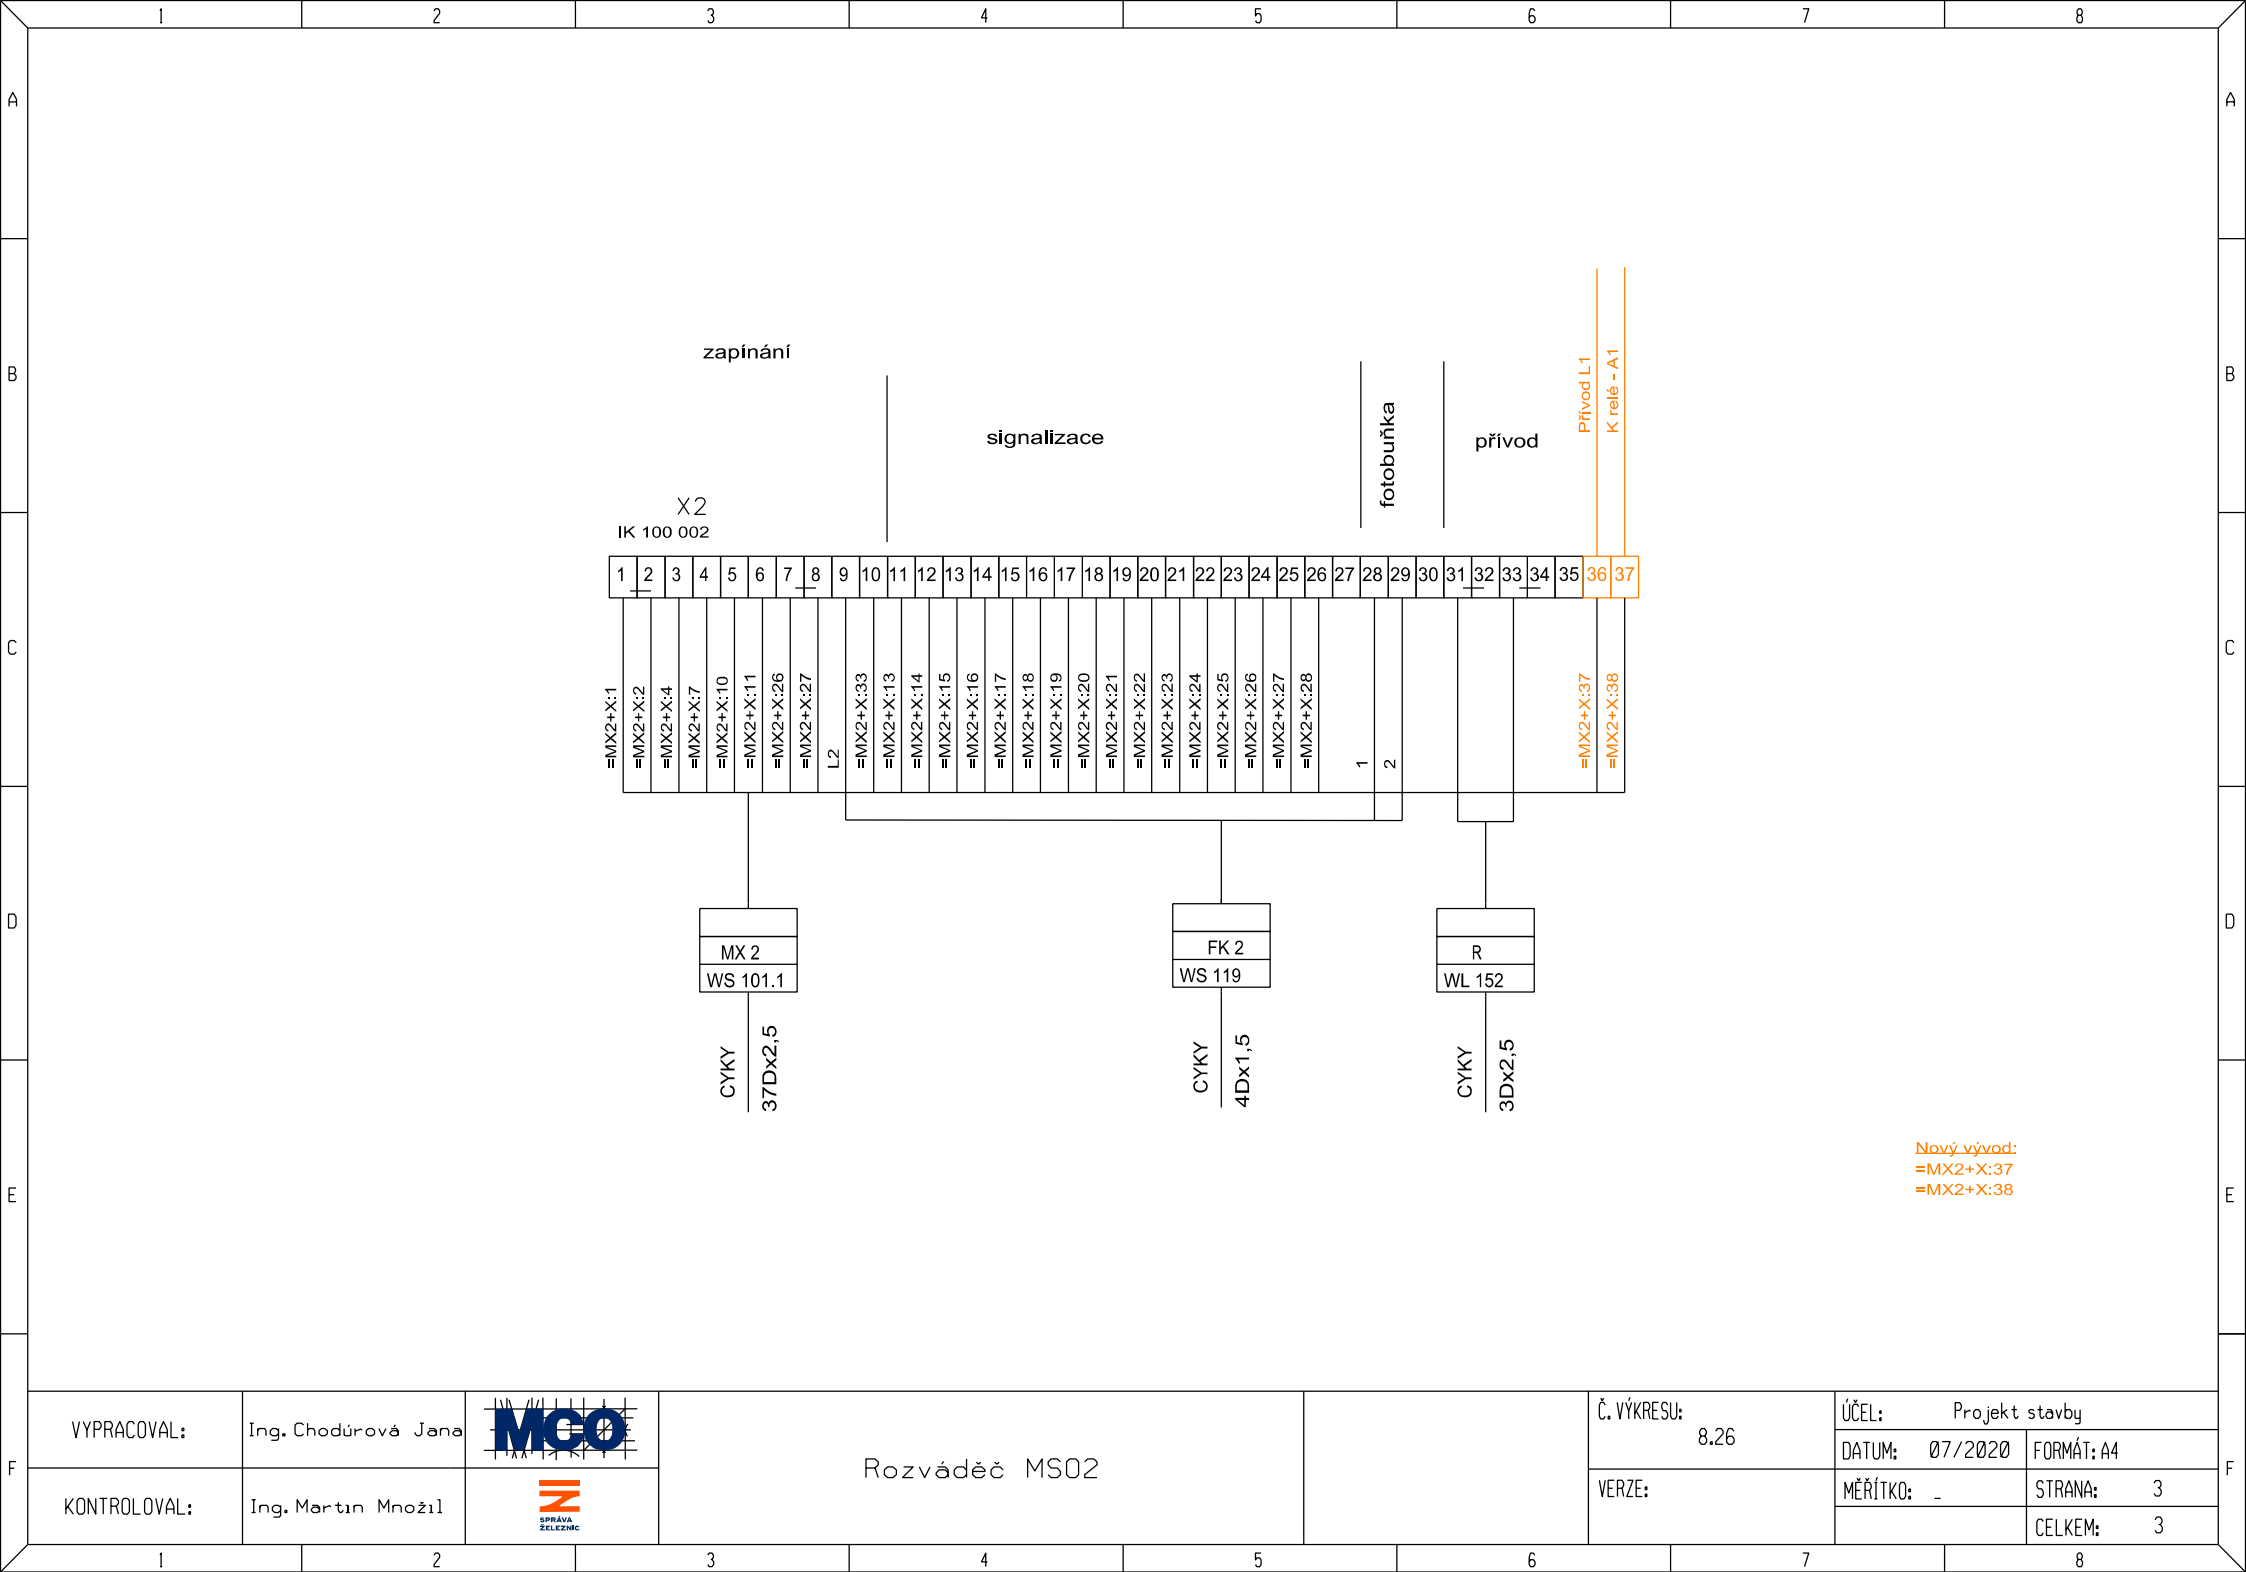 1 2 3 4 5 6 7 8
A A
B B
C C
D D
E E
F F
zapínání
signalizace
fotobuňka
přívod
Přívod L1
K relé - A1
X2
IK 100 002
1 2 3 4 5 6 7 8 9 10 11 12 13 14 15 16 17 18 19 20 21 22 23 24 25 26 27 28 29 30 31 32 33 34 35 36 37
=MX2+X:1
=MX2+X:2
=MX2+X:4
=MX2+X:7
=MX2+X:10
=MX2+X:11
=MX2+X:26
=MX2+X:27
L2
=MX2+X:33
=MX2+X:13
=MX2+X:14
=MX2+X:15
=MX2+X:16
=MX2+X:17
=MX2+X:18
=MX2+X:19
=MX2+X:20
=MX2+X:21
=MX2+X:22
=MX2+X:23
=MX2+X:24
=MX2+X:25
=MX2+X:26
=MX2+X:27
=MX2+X:28
1
2
=MX2+X:37
=MX2+X:38
MX 2
WS 101.1
CYKY
37Dx2,5
FK 2
WS 119
CYKY
4Dx1,5
R
WL 152
CYKY
3Dx2,5
Nový vývod:
=MX2+X:37
=MX2+X:38
VYPRACOVAL: Ing. Chodúrová Jana
KONTROLOVAL: Ing. Martin Množil
MCO
SPRÁVA
ŽELEZNIC
Rozváděč MS02
Č. VÝKRESU:
8.26
VERZE:
ÚČEL: Projekt stavby
DATUM: 07/2020 FORMÁT: A4
MĚŘÍTKO: _ STRANA: 3
CELKEM: 3
1 2 3 4 5 6 7 8